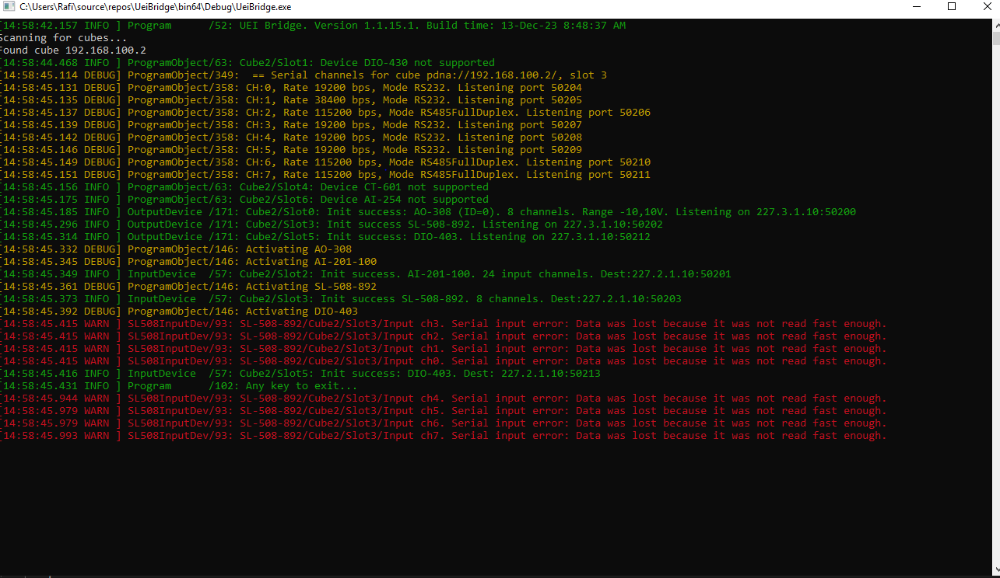 C:\Users\Rafi\source\repos\UeiBridge\bin64\Debug\UeiBridge.exe
[14:58:42.157 INFO ] Program      /52: UEI Bridge. Version 1.1.15.1. Build time: 13-Dec-23 8:48:37 AM
Scanning for cubes...
Found cube 192.168.100.2
[14:58:44.468 INFO ] ProgramObject/63: Cube2/Slot1: Device DIO-430 not supported
[14:58:45.114 DEBUG] ProgramObject/349:  == Serial channels for cube pdna://192.168.100.2/, slot 3
[14:58:45.131 DEBUG] ProgramObject/358: CH:0, Rate 19200 bps, Mode RS232. Listening port 50204
[14:58:45.135 DEBUG] ProgramObject/358: CH:1, Rate 38400 bps, Mode RS232. Listening port 50205
[14:58:45.137 DEBUG] ProgramObject/358: CH:2, Rate 115200 bps, Mode RS485FullDuplex. Listening port 50206
[14:58:45.139 DEBUG] ProgramObject/358: CH:3, Rate 19200 bps, Mode RS232. Listening port 50207
[14:58:45.142 DEBUG] ProgramObject/358: CH:4, Rate 19200 bps, Mode RS232. Listening port 50208
[14:58:45.146 DEBUG] ProgramObject/358: CH:5, Rate 19200 bps, Mode RS232. Listening port 50209
[14:58:45.149 DEBUG] ProgramObject/358: CH:6, Rate 115200 bps, Mode RS485FullDuplex. Listening port 50210
[14:58:45.151 DEBUG] ProgramObject/358: CH:7, Rate 115200 bps, Mode RS485FullDuplex. Listening port 50211
[14:58:45.156 INFO ] ProgramObject/63: Cube2/Slot4: Device CT-601 not supported
[14:58:45.175 INFO ] ProgramObject/63: Cube2/Slot6: Device AI-254 not supported
[14:58:45.185 INFO ] OutputDevice /171: Cube2/Slot0: Init success: AO-308 (ID=0). 8 channels. Range -10,10V. Listening on 227.3.1.10:50200
[14:58:45.296 INFO ] OutputDevice /171: Cube2/Slot3: Init success SL-508-892. Listening on 227.3.1.10:50202
[14:58:45.314 INFO ] OutputDevice /171: Cube2/Slot5: Init success: DIO-403. Listening on 227.3.1.10:50212
[14:58:45.332 DEBUG] ProgramObject/146: Activating AO-308
[14:58:45.345 DEBUG] ProgramObject/146: Activating AI-201-100
[14:58:45.349 INFO ] InputDevice  /57: Cube2/Slot2: Init success. AI-201-100. 24 input channels. Dest:227.2.1.10:50201
[14:58:45.361 DEBUG] ProgramObject/146: Activating SL-508-892
[14:58:45.373 INFO ] InputDevice  /57: Cube2/Slot3: Init success SL-508-892. 8 channels. Dest:227.2.1.10:50203
[14:58:45.392 DEBUG] ProgramObject/146: Activating DIO-403
[14:58:45.415 WARN ] SL508InputDev/93: SL-508-892/Cube2/Slot3/Input ch3. Serial input error: Data was lost because it was not read fast enough.
[14:58:45.415 WARN ] SL508InputDev/93: SL-508-892/Cube2/Slot3/Input ch2. Serial input error: Data was lost because it was not read fast enough.
[14:58:45.415 WARN ] SL508InputDev/93: SL-508-892/Cube2/Slot3/Input ch1. Serial input error: Data was lost because it was not read fast enough.
[14:58:45.415 WARN ] SL508InputDev/93: SL-508-892/Cube2/Slot3/Input ch0. Serial input error: Data was lost because it was not read fast enough.
[14:58:45.416 INFO ] InputDevice  /57: Cube2/Slot5: Init success: DIO-403. Dest: 227.2.1.10:50213
[14:58:45.431 INFO ] Program      /102: Any key to exit...
[14:58:45.944 WARN ] SL508InputDev/93: SL-508-892/Cube2/Slot3/Input ch4. Serial input error: Data was lost because it was not read fast enough.
[14:58:45.979 WARN ] SL508InputDev/93: SL-508-892/Cube2/Slot3/Input ch5. Serial input error: Data was lost because it was not read fast enough.
[14:58:45.979 WARN ] SL508InputDev/93: SL-508-892/Cube2/Slot3/Input ch6. Serial input error: Data was lost because it was not read fast enough.
[14:58:45.993 WARN ] SL508InputDev/93: SL-508-892/Cube2/Slot3/Input ch7. Serial input error: Data was lost because it was not read fast enough.